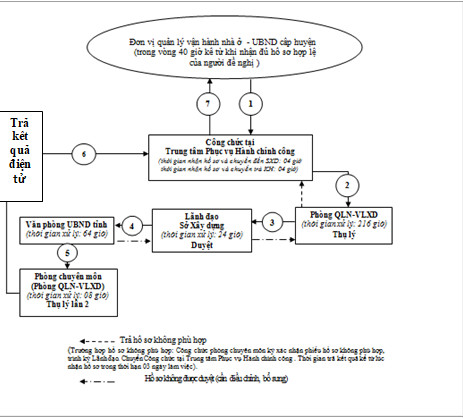 Đơn vị quản lý vận hành nhà ở - UBND cấp huyện
(trong vòng 40 giờ kể từ khi nhận đủ hồ sơ hợp lệ
của người đề nghị )
7
1
Trả
kết
quả
điện
tử
6
Công chức tại
Trung tâm Phục vụ Hành chính công
(thời gian nhận hồ sơ và chuyển đến SXD: 04 giờ
thời gian nhận hồ sơ và chuyển trả KH: 04 giờ)
2
Văn phòng UBND tỉnh
(thời gian xử lý: 64 giờ)
4
Lãnh đạo
Sở Xây dựng
(thời gian xử lý: 24 giờ)
Duyệt
3
Phòng QLN-VLXD
(thời gian xử lý: 216 giờ)
Thụ lý
5
Phòng chuyên môn
(Phòng QLN-VLXD)
(thời gian xử lý: 08 giờ)
Thụ lý lần 2
Trả hồ sơ không phù hợp
(Trường hợp hồ sơ không phù hợp: Công chức phòng chuyên môn ký xác nhận phiếu hồ sơ không phù hợp,
trình ký Lãnh đạo. Chuyển Công chức tại Trung tâm Phục vụ Hành chính công . Thời gian trả kết quả kể từ lúc
nhận hồ sơ trong thời hạn 03 ngày làm việc).
Hồ sơ không được duyệt (cần điều chỉnh, bổ sung)